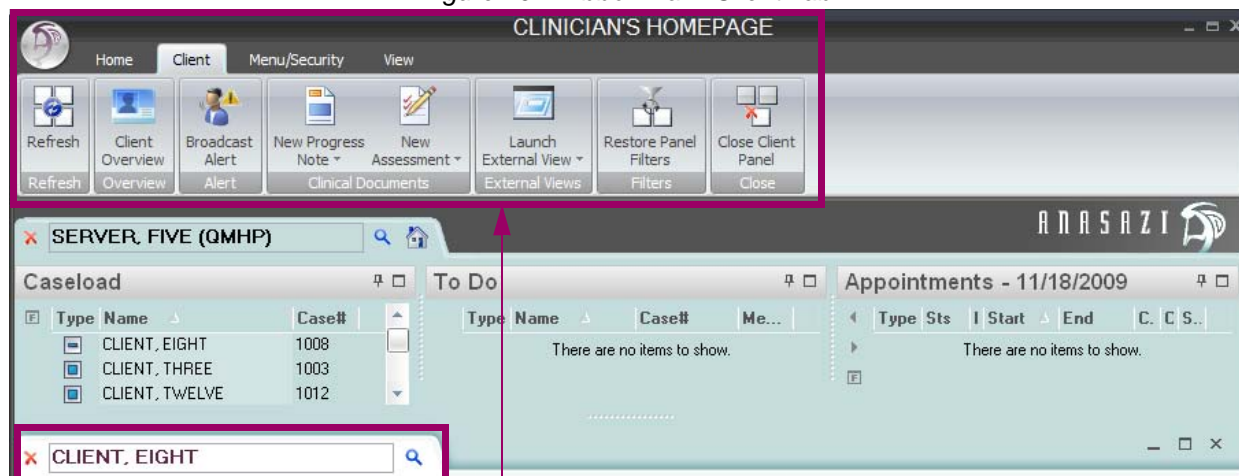 CLINICIAN'S HOMEPAGE
Home Client Menu/Security View
Refresh
Client Overview
Broadcast Alert
New Progress Note
New Assessment
Launch External View
Restore Panel Filters
Close Client Panel
Refresh Overview Alert Clinical Documents External Views Filters Close
ANASAZI
SERVER, FIVE (QMHP)
Caseload
F Type Name Case#
CLIENT, EIGHT 1008
CLIENT, THREE 1003
CLIENT, TWELVE 1012
To Do
Type Name Case# Me...
There are no items to show.
Appointments - 11/18/2009
Type Sts I Start End C. C S..
There are no items to show.
F
CLIENT, EIGHT